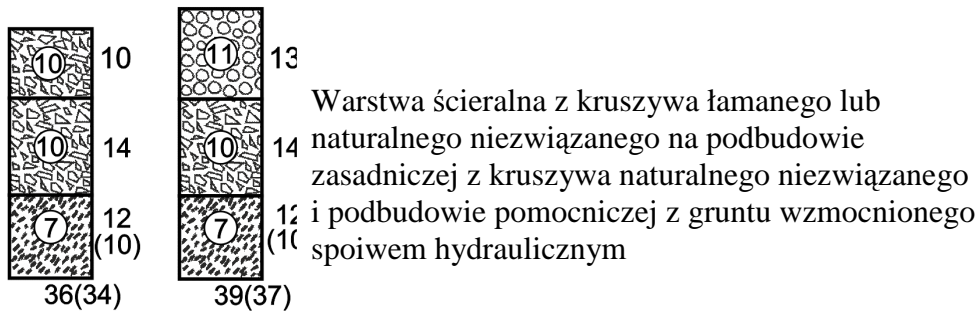 10 10
11 13
10 14
10 14
7 12 (10)
7 12 (10
36(34)
39(37)
Warstwa ścieralna z kruszywa łamanego lub
naturalnego niezwiązanego na podbudowie
zasadniczej z kruszywa naturalnego niezwiązanego
i podbudowie pomocniczej z gruntu wzmocnionego
spoiwem hydraulicznym